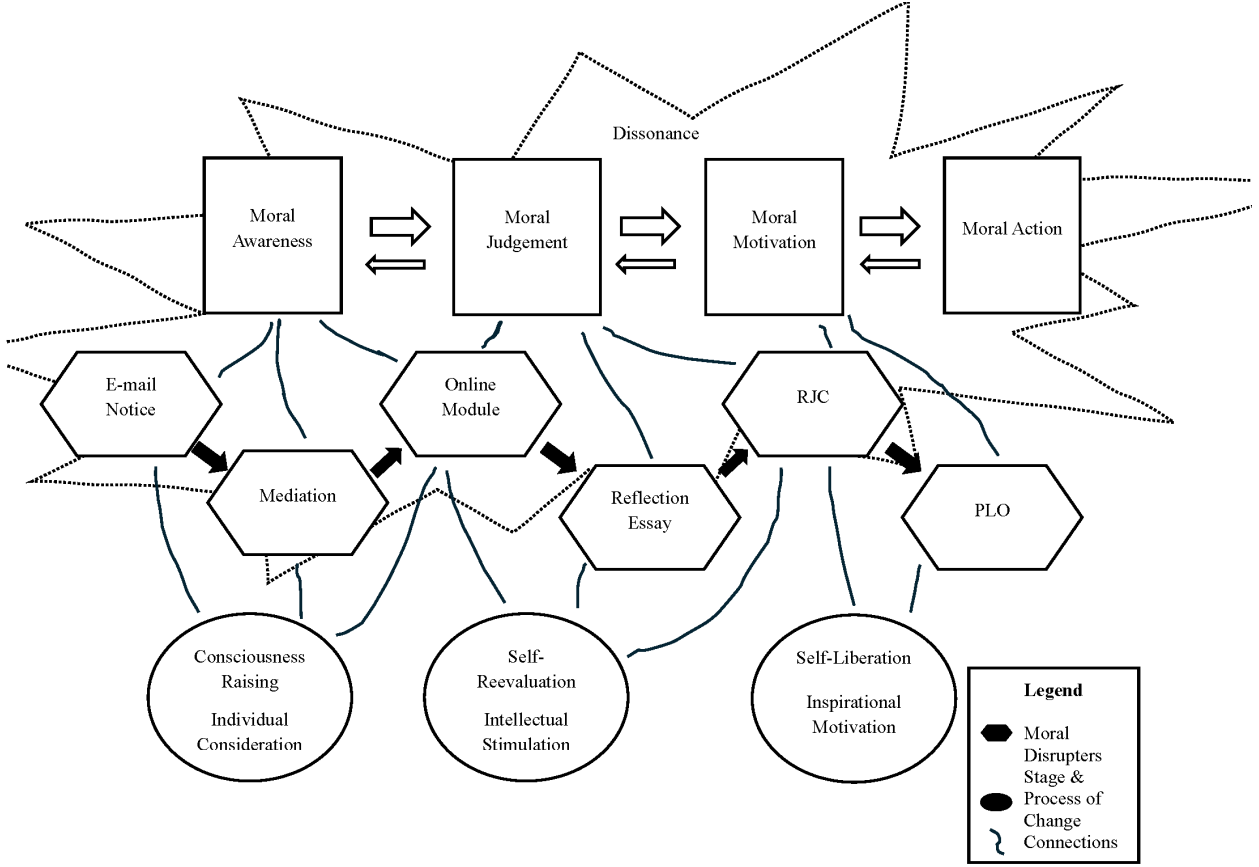 Dissonance
Moral
Awareness
Moral
Judgement
Moral
Motivation
Moral Action
E-mail
Notice
Online
Module
RJC
Mediation
Reflection
Essay
PLO
Consciousness
Raising
Individual
Consideration
Self-
Reevaluation
Intellectual
Stimulation
Self-Liberation
Inspirational
Motivation
Legend
Moral
Disrupters
Stage &
Process of
Change
Connections